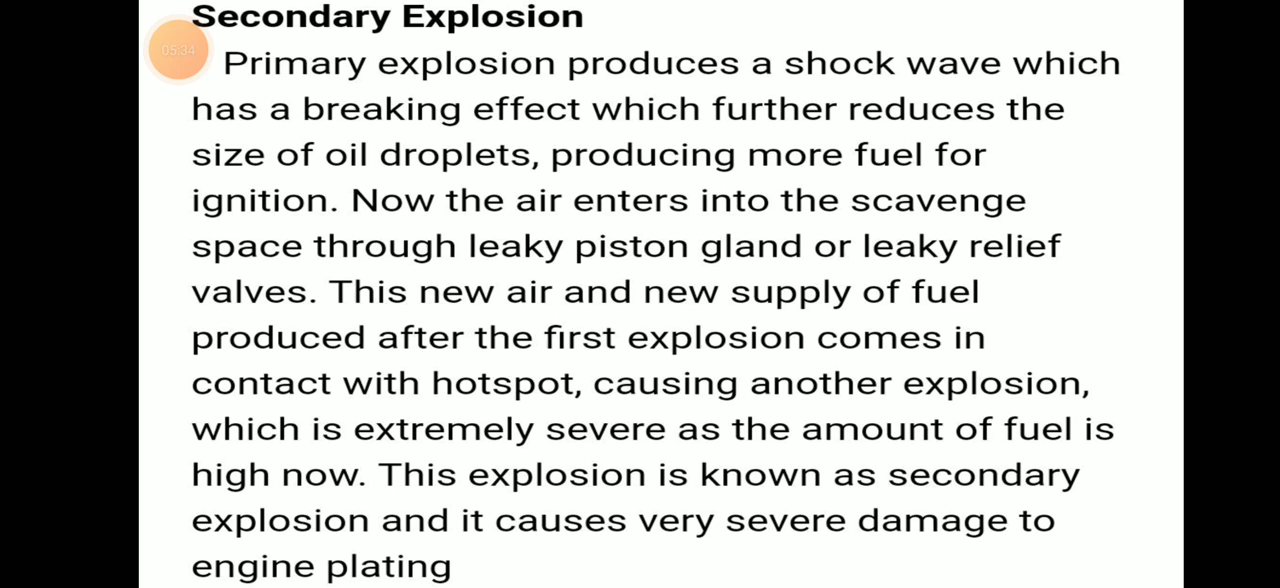 Secondary Explosion
05:34
Primary explosion produces a shock wave which
has a breaking effect which further reduces the
size of oil droplets, producing more fuel for
ignition. Now the air enters into the scavenge
space through leaky piston gland or leaky relief
valves. This new air and new supply of fuel
produced after the first explosion comes in
contact with hotspot, causing another explosion,
which is extremely severe as the amount of fuel is
high now. This explosion is known as secondary
explosion and it causes very severe damage to
engine plating